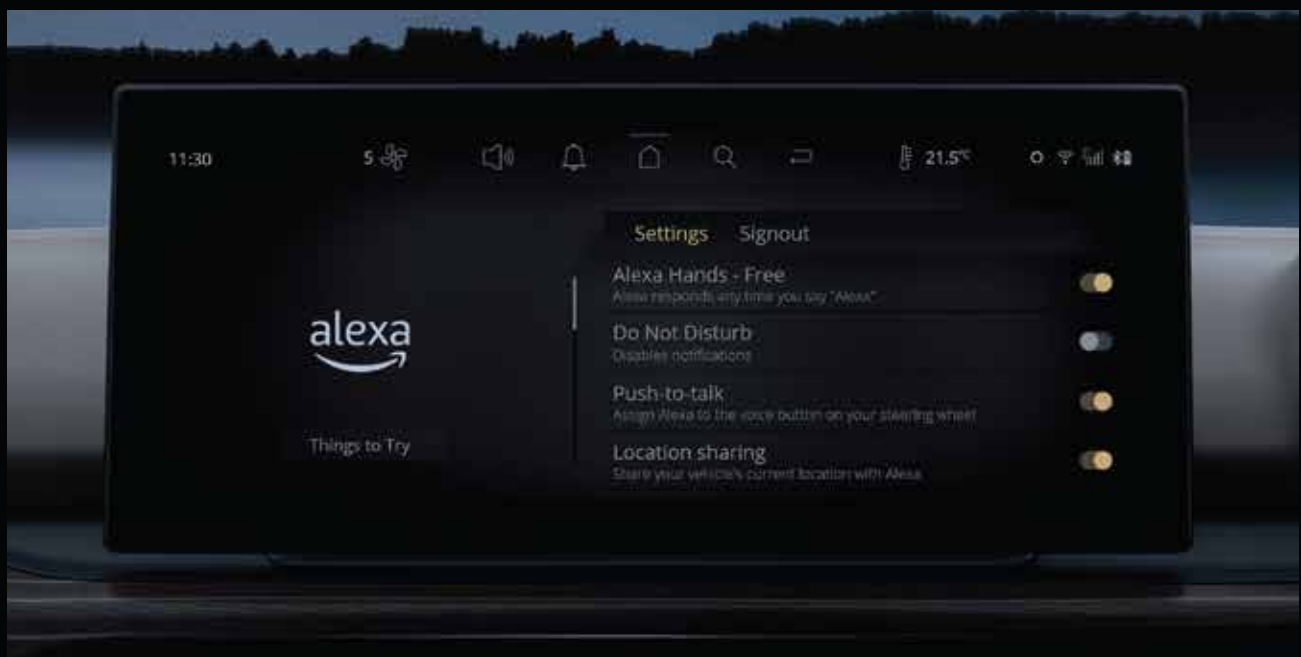 11:30
5
21.5°C
Settings Signout
Alexa Hands - Free
Alexa responds any time you say "Alexa"
Do Not Disturb
Disables notifications
alexa
Push-to-talk
Assign Alexa to the voice button on your steering wheel
Things to Try
Location sharing
Share your vehicle's current location with Alexa